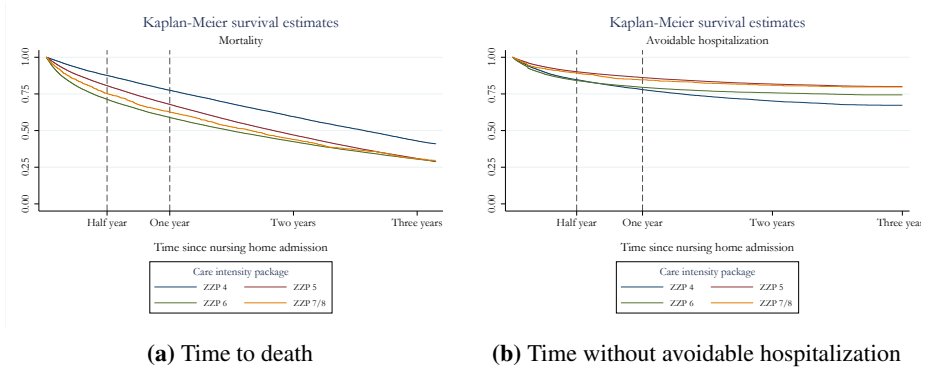 Kaplan-Meier survival estimates
Mortality
1.00
0.75
0.50
0.25
0.00
Half year One year Two years Three years
Time since nursing home admission
Care intensity package
ZZP 4 ZZP 5
ZZP 6 ZZP 7/8
(a) Time to death
Kaplan-Meier survival estimates
Avoidable hospitalization
1.00
0.75
0.50
0.25
0.00
Half year One year Two years Three years
Time since nursing home admission
Care intensity package
ZZP 4 ZZP 5
ZZP 6 ZZP 7/8
(b) Time without avoidable hospitalization